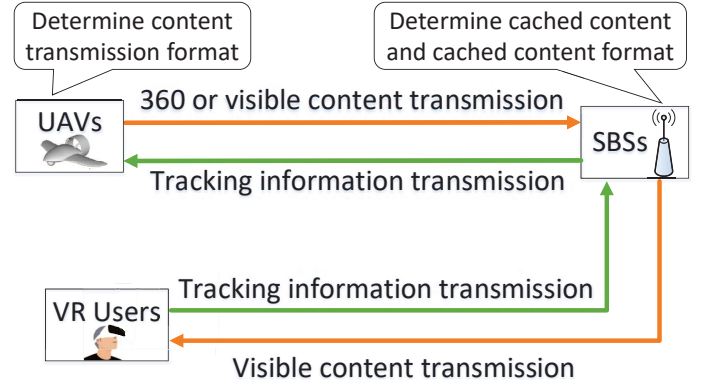 Determine content
transmission format
Determine cached content
and cached content format
360 or visible content transmission
UAVs
SBSs
Tracking information transmission
Tracking information transmission
VR Users
Visible content transmission